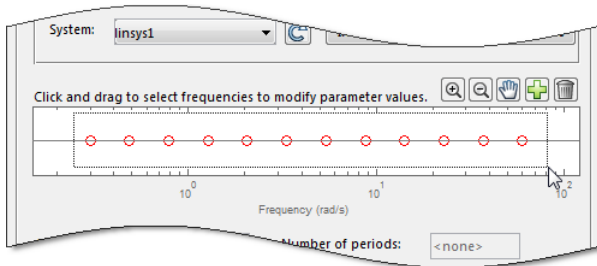 System: linsys1
Click and drag to select frequencies to modify parameter values.
10^0 10^1 10^2
Frequency (rad/s)
Number of periods: <none>